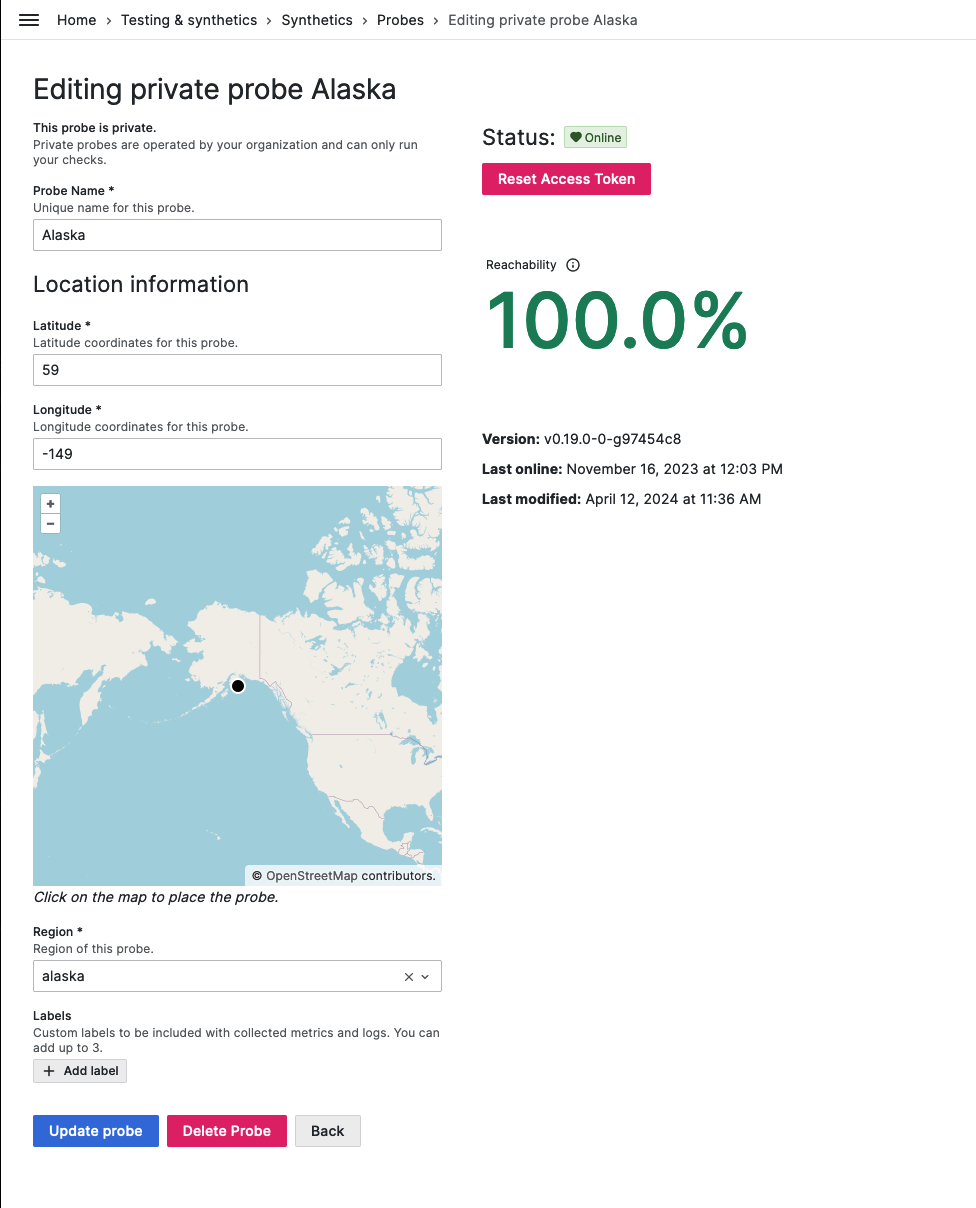 Home › Testing & synthetics › Synthetics › Probes › Editing private probe Alaska
Editing private probe Alaska
This probe is private.
Private probes are operated by your organization and can only run
your checks.
Probe Name *
Unique name for this probe.
Alaska
Location information
Latitude *
Latitude coordinates for this probe.
59
Longitude *
Longitude coordinates for this probe.
-149
+
−
© OpenStreetMap contributors.
Click on the map to place the probe.
Region *
Region of this probe.
alaska
Labels
Custom labels to be included with collected metrics and logs. You can
add up to 3.
+ Add label
Update probe
Delete Probe
Back
Status: Online
Reset Access Token
Reachability
100.0%
Version: v0.19.0-0-g97454c8
Last online: November 16, 2023 at 12:03 PM
Last modified: April 12, 2024 at 11:36 AM